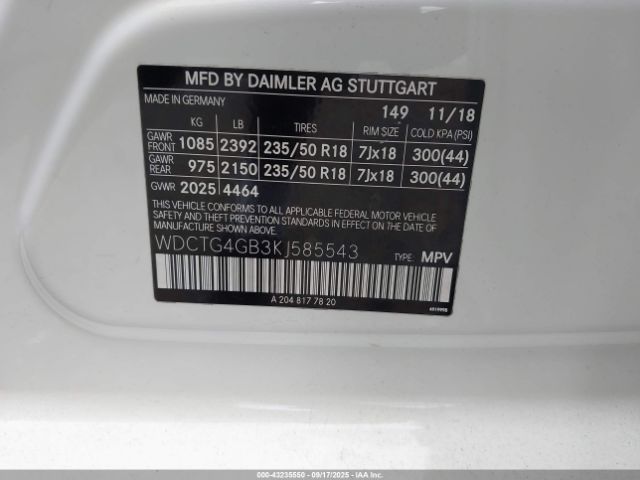 MFD BY DAIMLER AG STUTTGART
MADE IN GERMANY 149 11/18
KG LB TIRES RIM SIZE COLD KPA (PSI)
GAWR FRONT 1085 2392 235/50 R18 7Jx18 300(44)
GAWR REAR 975 2150 235/50 R18 7Jx18 300(44)
GVWR 2025 4464
THIS VEHICLE CONFORMS TO ALL APPLICABLE FEDERAL MOTOR VEHICLE
SAFETY, BUMPER, AND THEFT PREVENTION STANDARDS IN EFFECT ON THE DATE
OF MANUFACTURE SHOWN ABOVE.
WDCTG4GB3KJ585543 TYPE: MPV
A 204 817 78 20
000-43235550 - 09/17/2025 - IAA Inc.